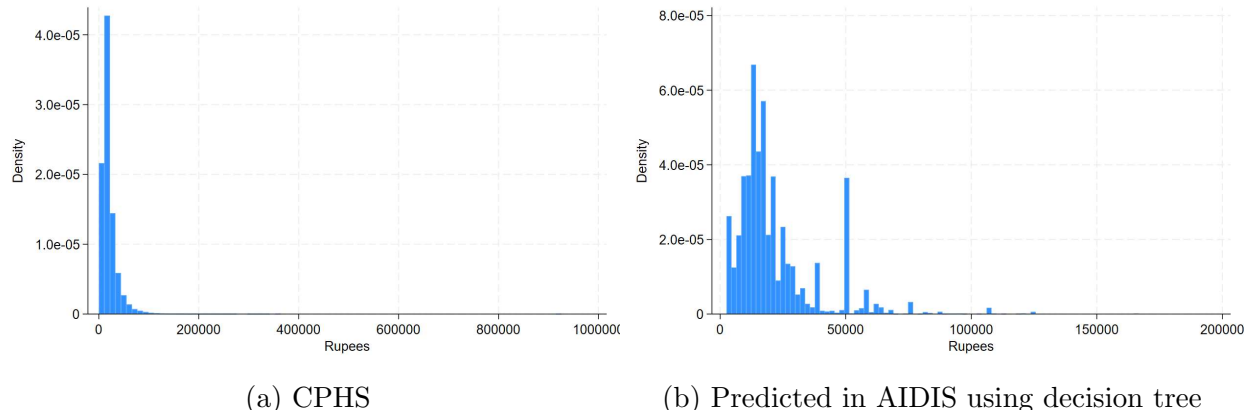 4.0e-05
3.0e-05
2.0e-05
1.0e-05
0
Density
0
200000
400000
600000
800000
100000
Rupees
(a) CPHS
8.0e-05
6.0e-05
4.0e-05
2.0e-05
0
Density
0
50000
100000
150000
200000
Rupees
(b) Predicted in AIDIS using decision tree